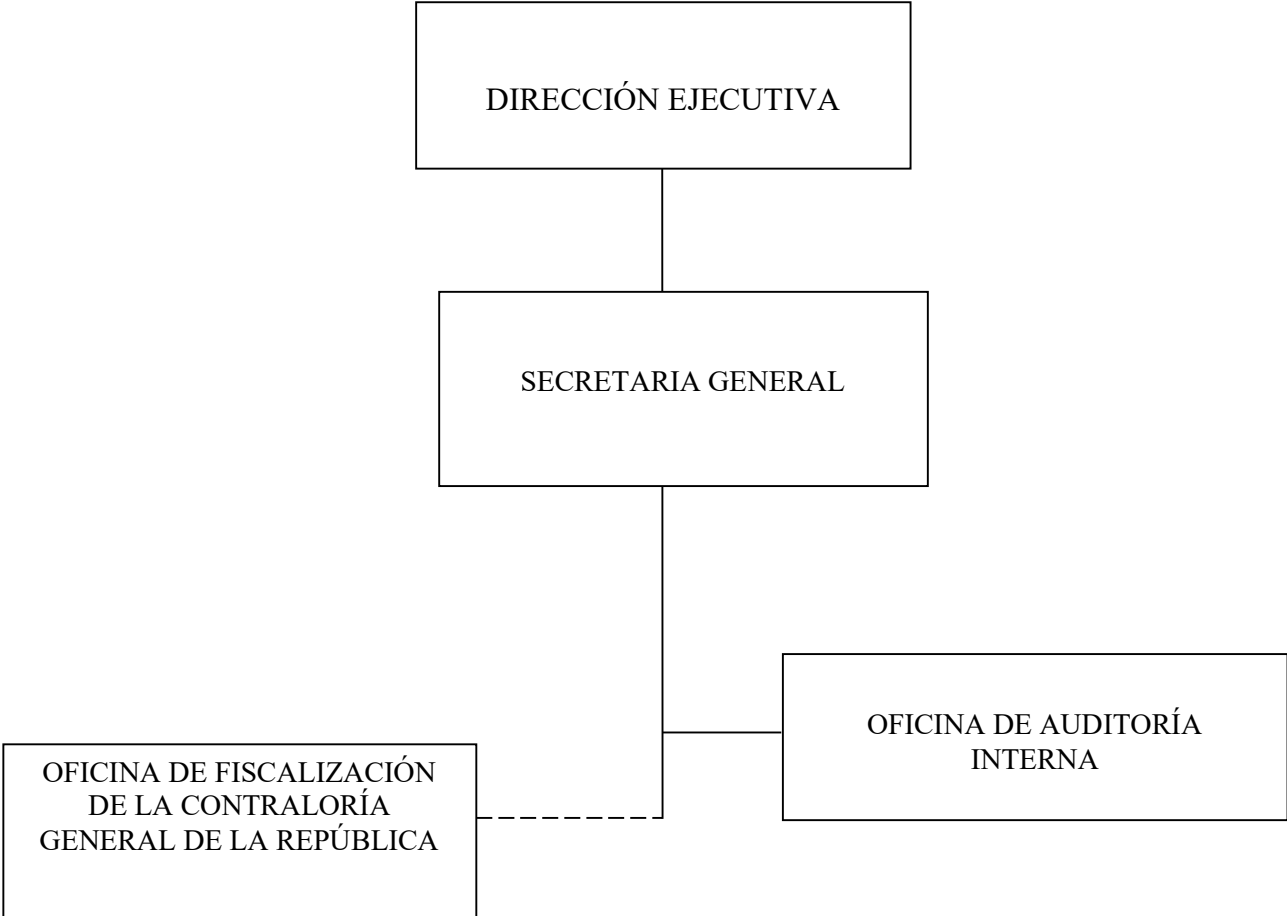 DIRECCIÓN EJECUTIVA
SECRETARIA GENERAL
OFICINA DE AUDITORÍA
INTERNA
OFICINA DE FISCALIZACIÓN
DE LA CONTRALORÍA
GENERAL DE LA REPÚBLICA